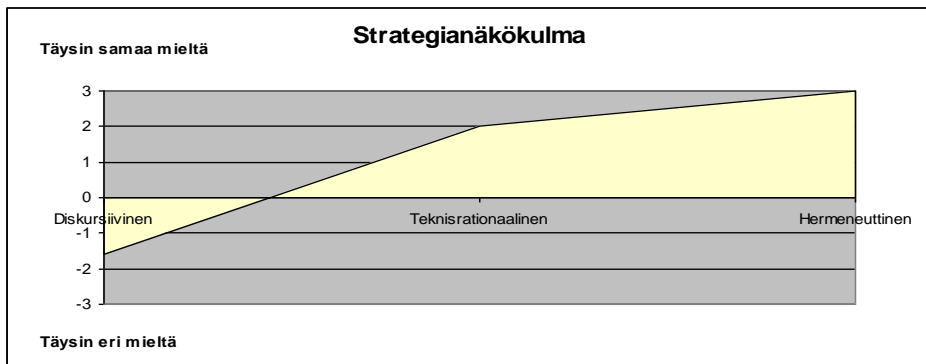 Strategianäkökulma
Täysin samaa mieltä
3
2
1
0
Diskursiivinen Teknisrationaalinen Hermeneuttinen
-1
-2
-3
Täysin eri mieltä